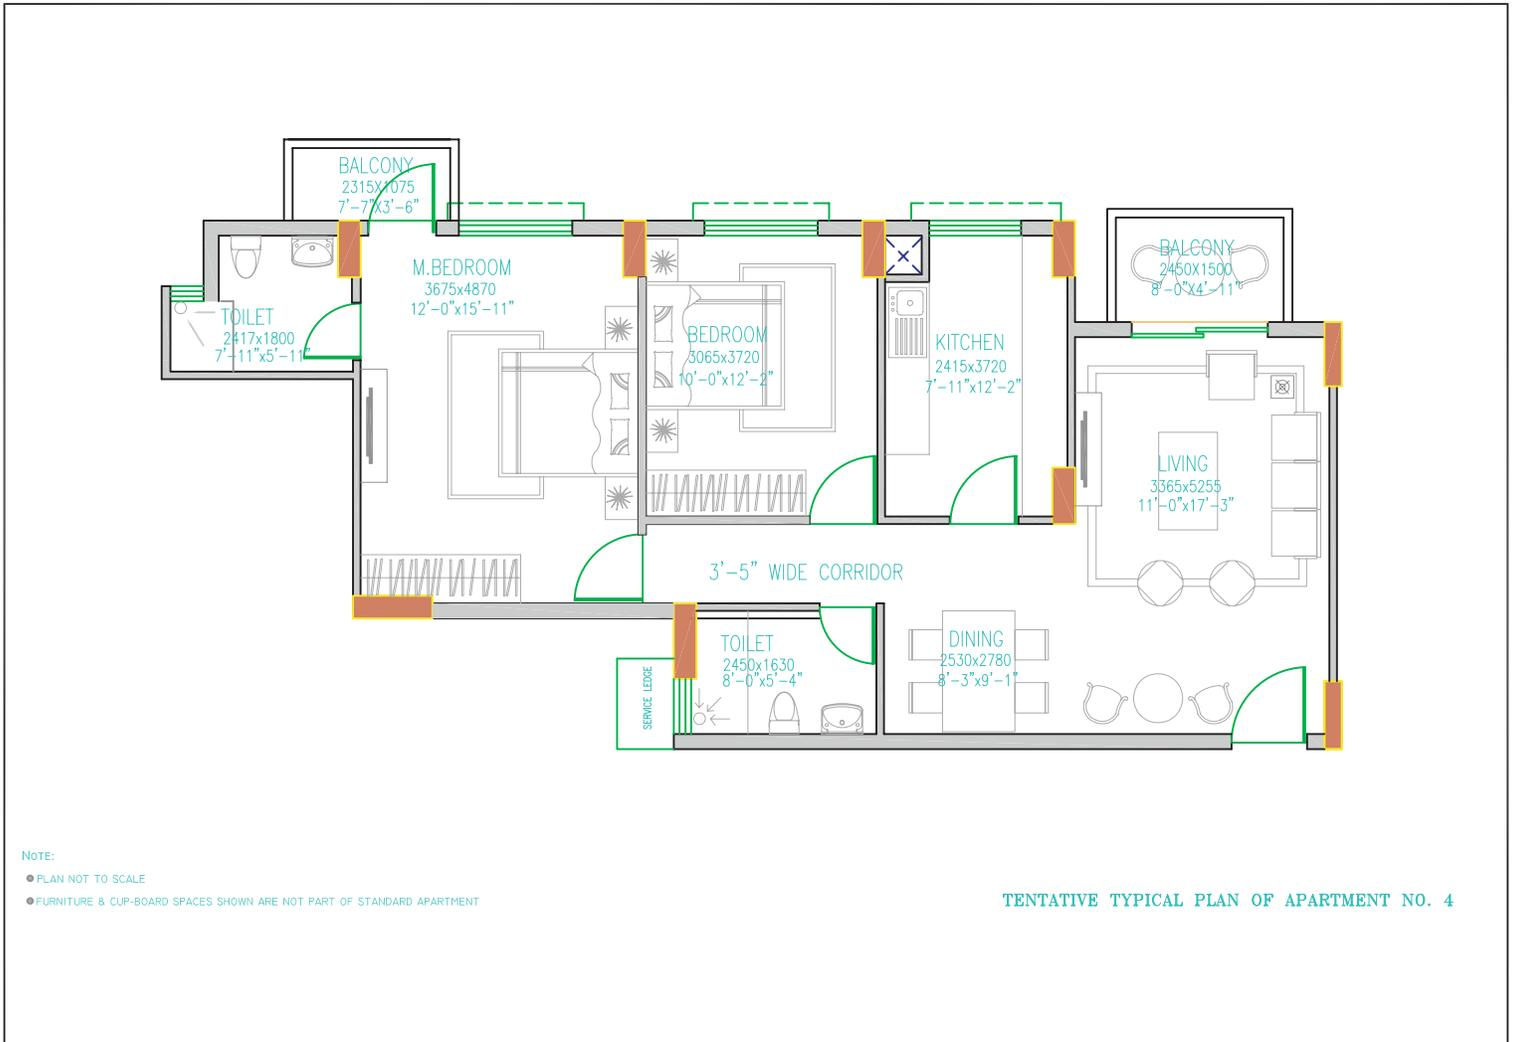 BALCONY
2315X1075
7'-7"X3'-6"
M.BEDROOM
3675x4870
12'-0"x15'-11"
TOILET
2417x1800
7'-11"x5'-11"
BEDROOM
3065x3720
10'-0"x12'-2"
KITCHEN
2415x3720
7'-11"x12'-2"
BALCONY
2450X1500
8'-0"X4'-11"
LIVING
3365x5255
11'-0"x17'-3"
3'-5" WIDE CORRIDOR
TOILET
2450x1630
8'-0"x5'-4"
SERVICE LEDGE
DINING
2530x2780
8'-3"x9'-1"
NOTE:
PLAN NOT TO SCALE
FURNITURE & CUP-BOARD SPACES SHOWN ARE NOT PART OF STANDARD APARTMENT
TENTATIVE TYPICAL PLAN OF APARTMENT NO. 4